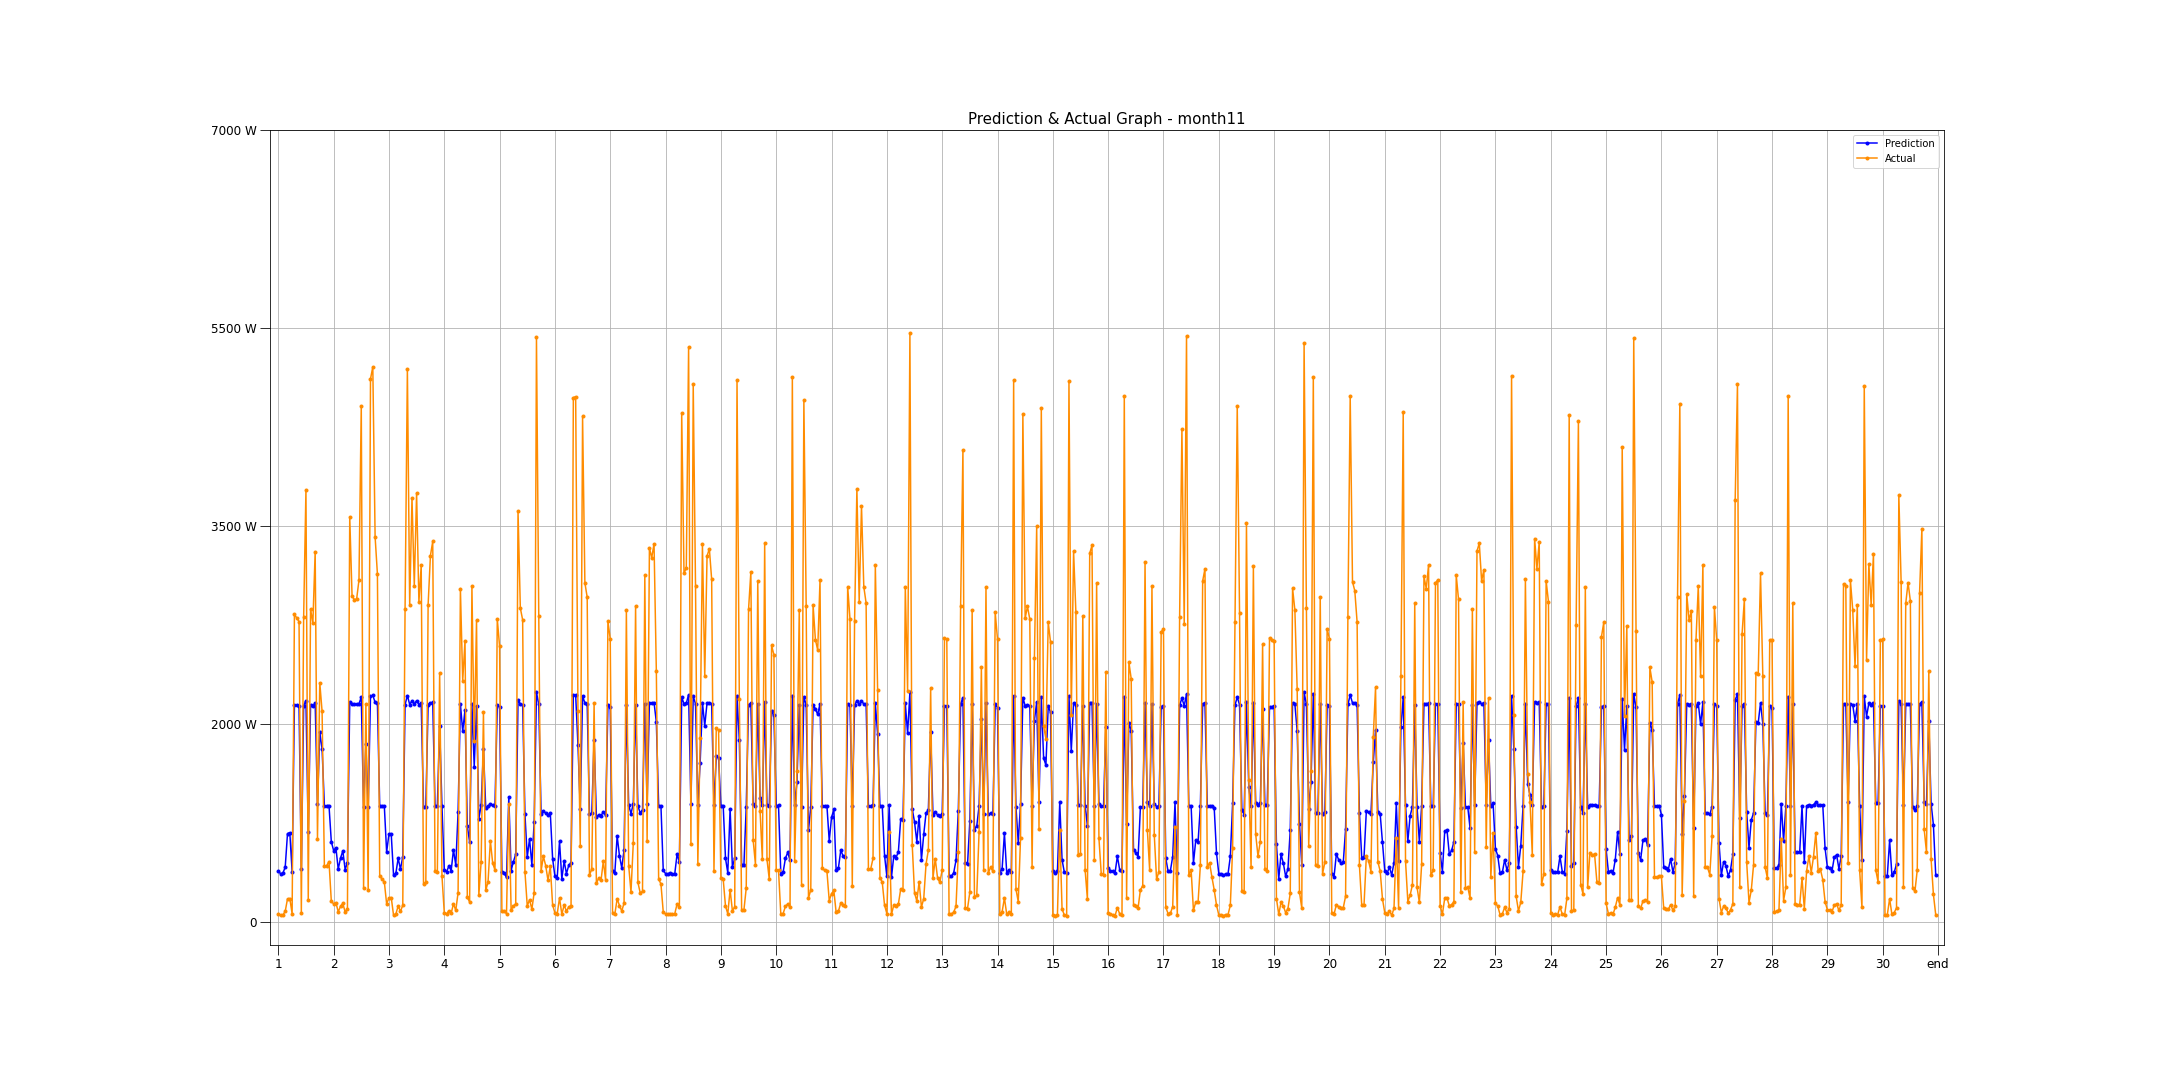 Prediction & Actual Graph - month11
7000 W
Prediction
Actual
5500 W
3500 W
2000 W
0
1 2 3 4 5 6 7 8 9 10 11 12 13 14 15 16 17 18 19 20 21 22 23 24 25 26 27 28 29 30 end